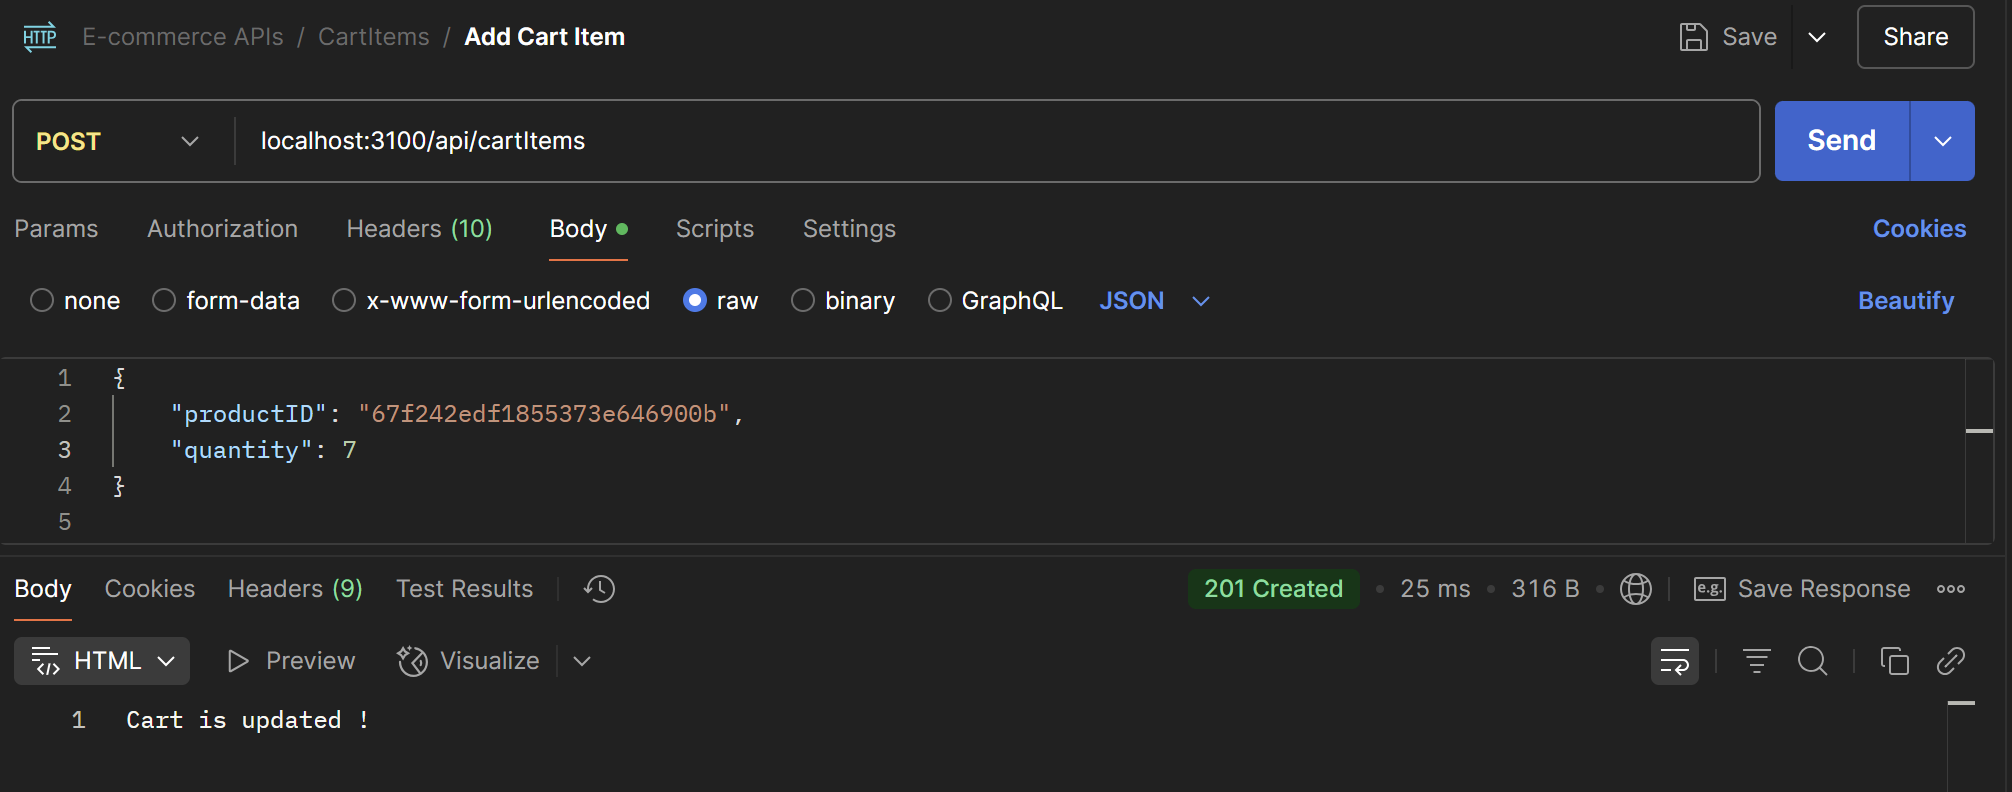 HTTP E-commerce APIs / CartItems / Add Cart Item Save Share
POST localhost:3100/api/cartItems Send
Params Authorization Headers (10) Body Scripts Settings Cookies
none form-data x-www-form-urlencoded raw binary GraphQL JSON Beautify
1 {
2 "productID": "67f242edf1855373e646900b",
3 "quantity": 7
4 }
5
Body Cookies Headers (9) Test Results 201 Created • 25 ms • 316 B • e.g. Save Response
HTML Preview Visualize
1 Cart is updated !